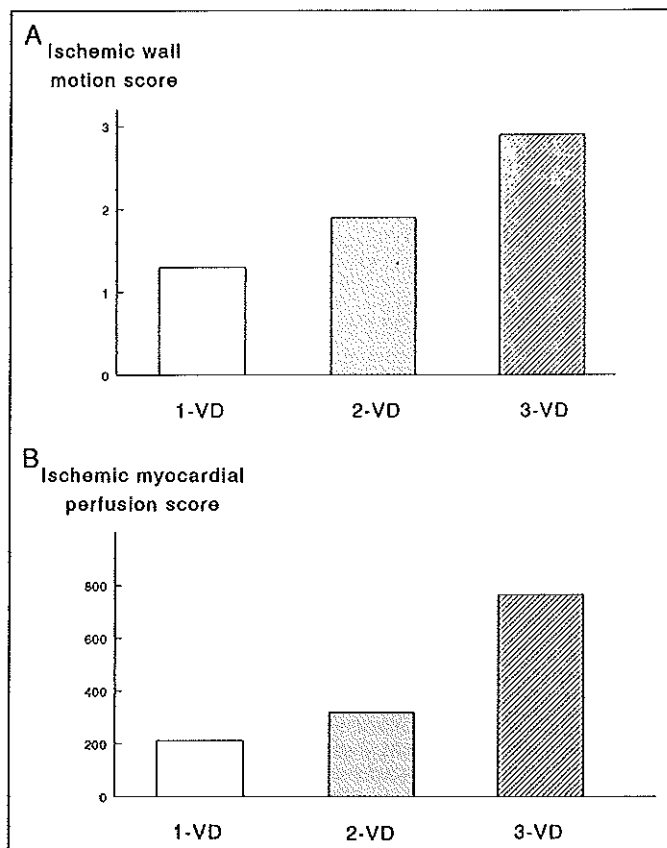 A
Ischemic wall
motion score
3
2
1
0
1-VD 2-VD 3-VD
B
Ischemic myocardial
perfusion score
800
600
400
200
0
1-VD 2-VD 3-VD